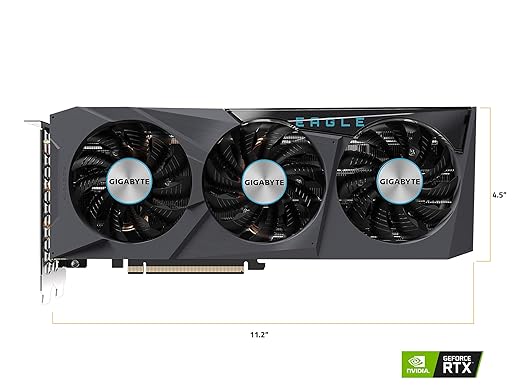 EAGLE
GIGABYTE
GIGABYTE
GIGABYTE
4.5"
11.2"
NVIDIA.
GEFORCE
RTX